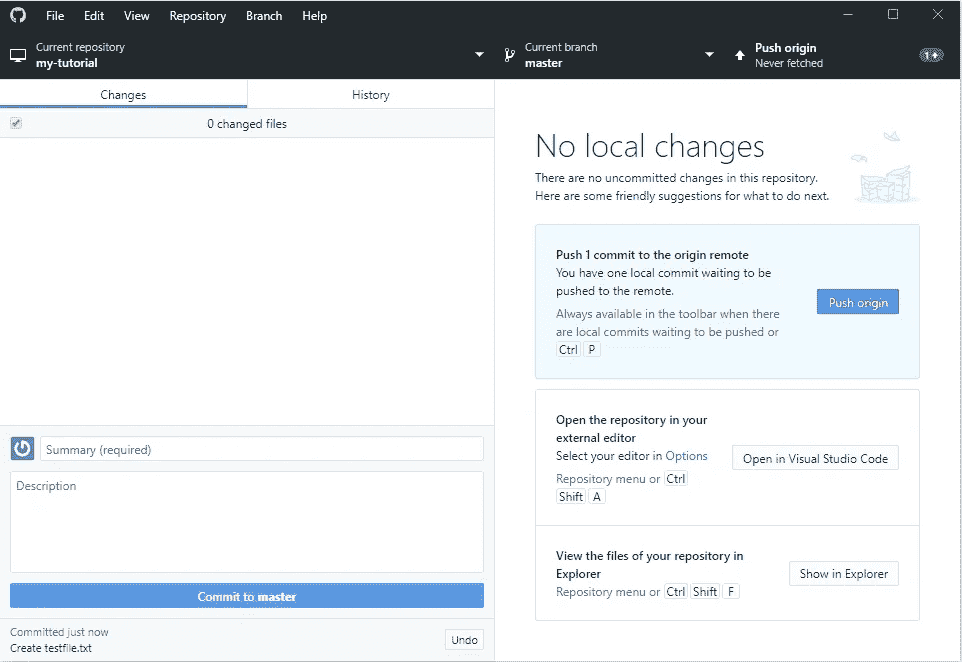 File Edit View Repository Branch Help
Current repository
my-tutorial
Current branch
master
Push origin
Never fetched
1
Changes History
0 changed files
Summary (required)
Description
Commit to master
Committed just now
Create testfile.txt
Undo
No local changes
There are no uncommitted changes in this repository.
Here are some friendly suggestions for what to do next.
Push 1 commit to the origin remote
You have one local commit waiting to be
pushed to the remote.
Always available in the toolbar when there
are local commits waiting to be pushed or
Ctrl P
Push origin
Open the repository in your
external editor
Select your editor in Options
Repository menu or Ctrl
Shift A
Open in Visual Studio Code
View the files of your repository in
Explorer
Repository menu or Ctrl Shift F
Show in Explorer